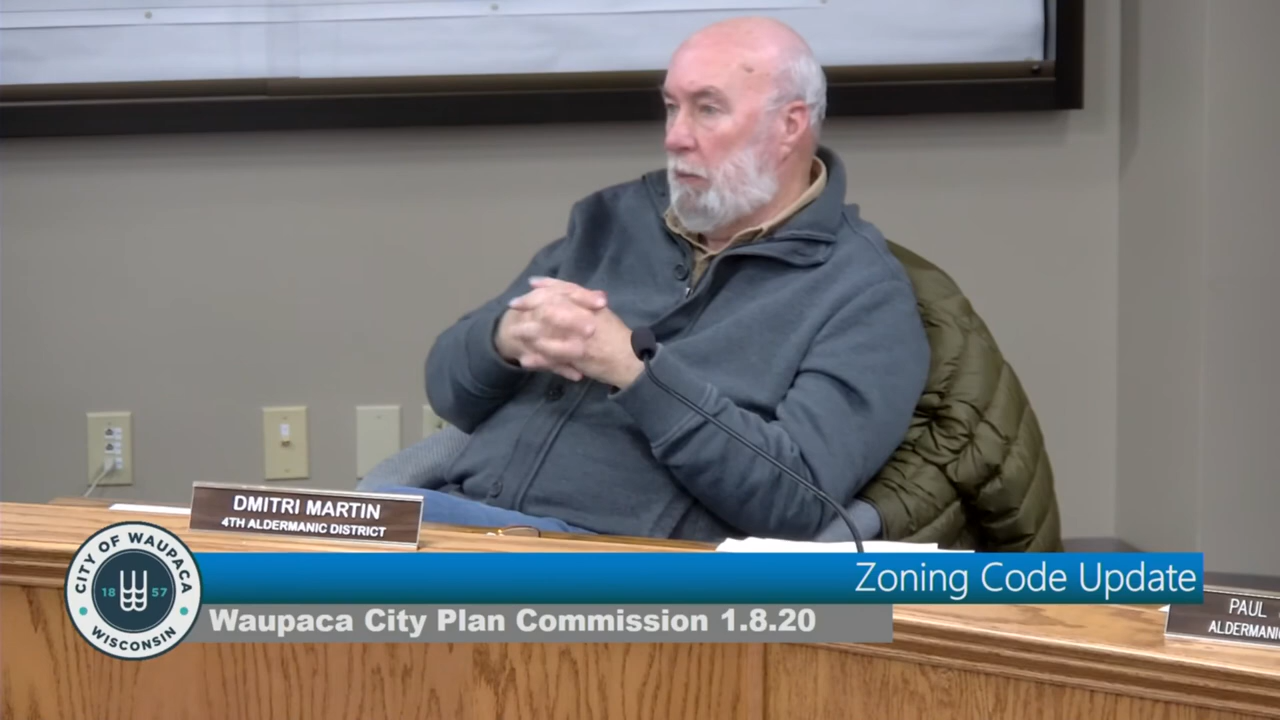 DMITRI MARTIN
4TH ALDERMANIC DISTRICT
CITY OF WAUPACA
18 57
WISCONSIN
Zoning Code Update
Waupaca City Plan Commission 1.8.20
PAUL